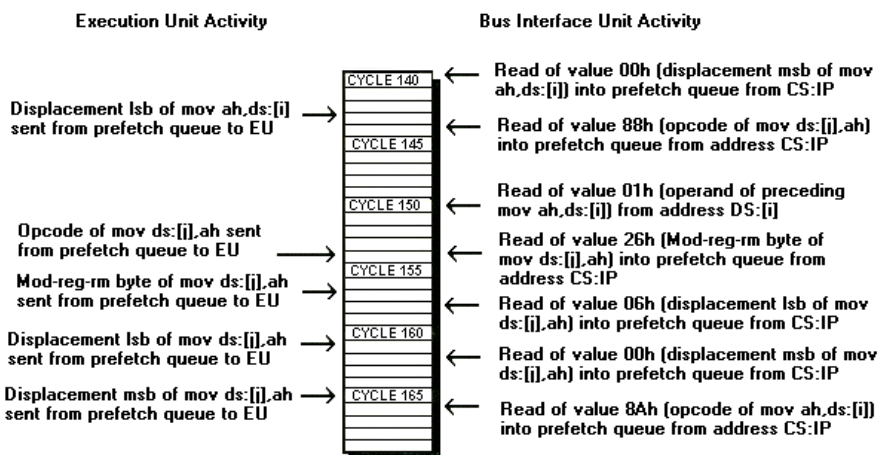 Execution Unit Activity
Bus Interface Unit Activity
Displacement lsb of mov ah,ds:[i]
sent from prefetch queue to EU
Opcode of mov ds:[j],ah sent
from prefetch queue to EU
Mod-reg-rm byte of mov ds:[j],ah
sent from prefetch queue to EU
Displacement lsb of mov ds:[j],ah
sent from prefetch queue to EU
Displacement msb of mov ds:[j],ah
sent from prefetch queue to EU
CYCLE 140
CYCLE 145
CYCLE 150
CYCLE 155
CYCLE 160
CYCLE 165
Read of value 00h (displacement msb of mov
ah,ds:[i]) into prefetch queue from CS:IP
Read of value 88h (opcode of mov ds:[j],ah)
into prefetch queue from address CS:IP
Read of value 01h (operand of preceding
mov ah,ds:[i]) from address DS:[i]
Read of value 26h (Mod-reg-rm byte of
mov ds:[j],ah) into prefetch queue from
address CS:IP
Read of value 06h (displacement lsb of mov
ds:[j],ah) into prefetch queue from CS:IP
Read of value 00h (displacement msb of mov
ds:[j],ah) into prefetch queue from CS:IP
Read of value 8Ah (opcode of mov ah,ds:[i])
into prefetch queue from address CS:IP